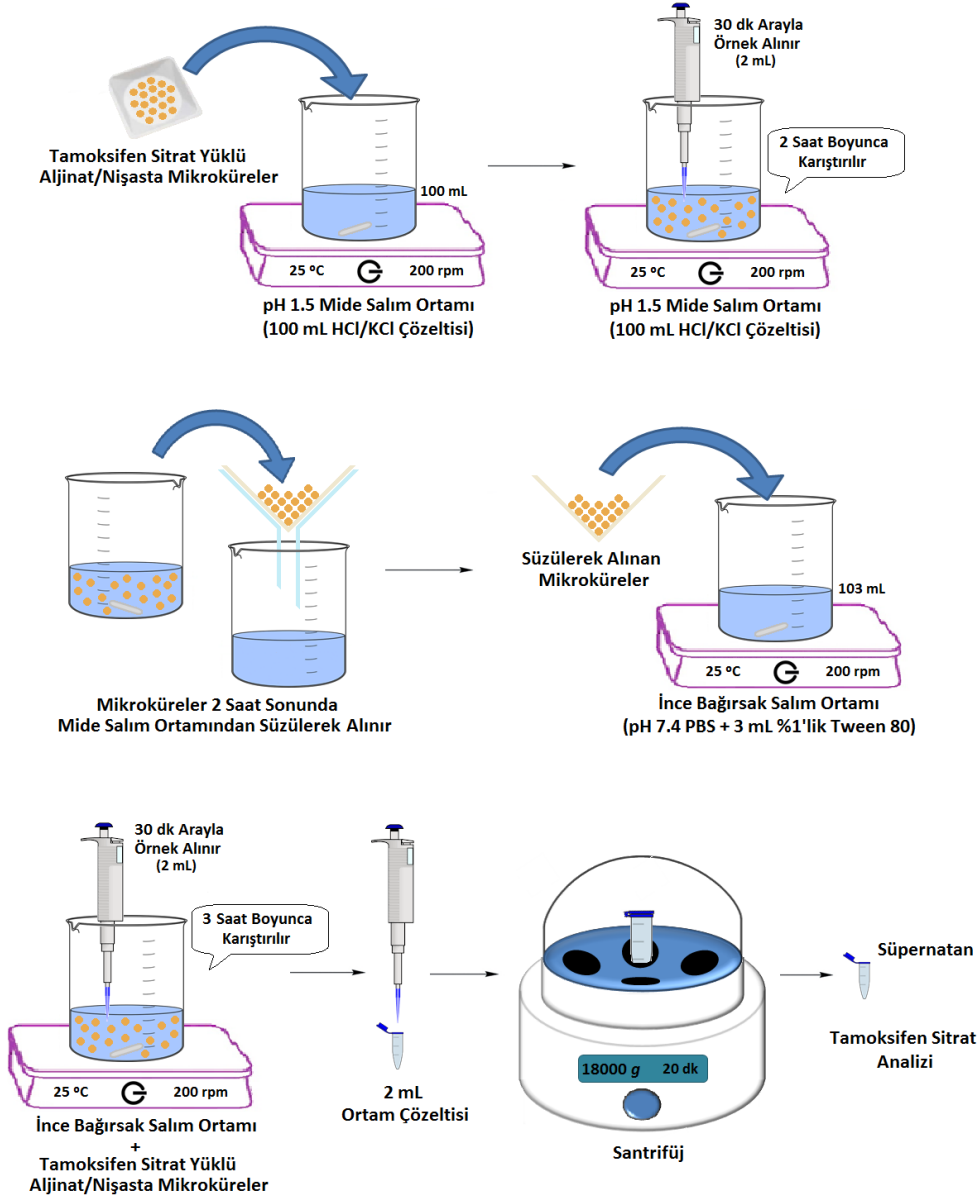 30 dk Arayla
Örnek Alınır
(2 mL)
2 Saat Boyunca
Karıştırılır
Tamoksifen Sitrat Yüklü
Aljinat/Nişasta Mikroküreler
100 mL
25 ºC
200 rpm
25 ºC
200 rpm
pH 1.5 Mide Salım Ortamı
(100 mL HCl/KCl Çözeltisi)
pH 1.5 Mide Salım Ortamı
(100 mL HCl/KCl Çözeltisi)
Süzülerek Alınan
Mikroküreler
103 mL
25 ºC
200 rpm
Mikroküreler 2 Saat Sonunda
Mide Salım Ortamından Süzülerek Alınır
İnce Bağırsak Salım Ortamı
(pH 7.4 PBS + 3 mL %1'lik Tween 80)
30 dk Arayla
Örnek Alınır
(2 mL)
3 Saat Boyunca
Karıştırılır
25 ºC
200 rpm
İnce Bağırsak Salım Ortamı
+
Tamoksifen Sitrat Yüklü
Aljinat/Nişasta Mikroküreler
2 mL
Ortam Çözeltisi
18000 g
20 dk
Santrifüj
Süpernatan
Tamoksifen Sitrat
Analizi